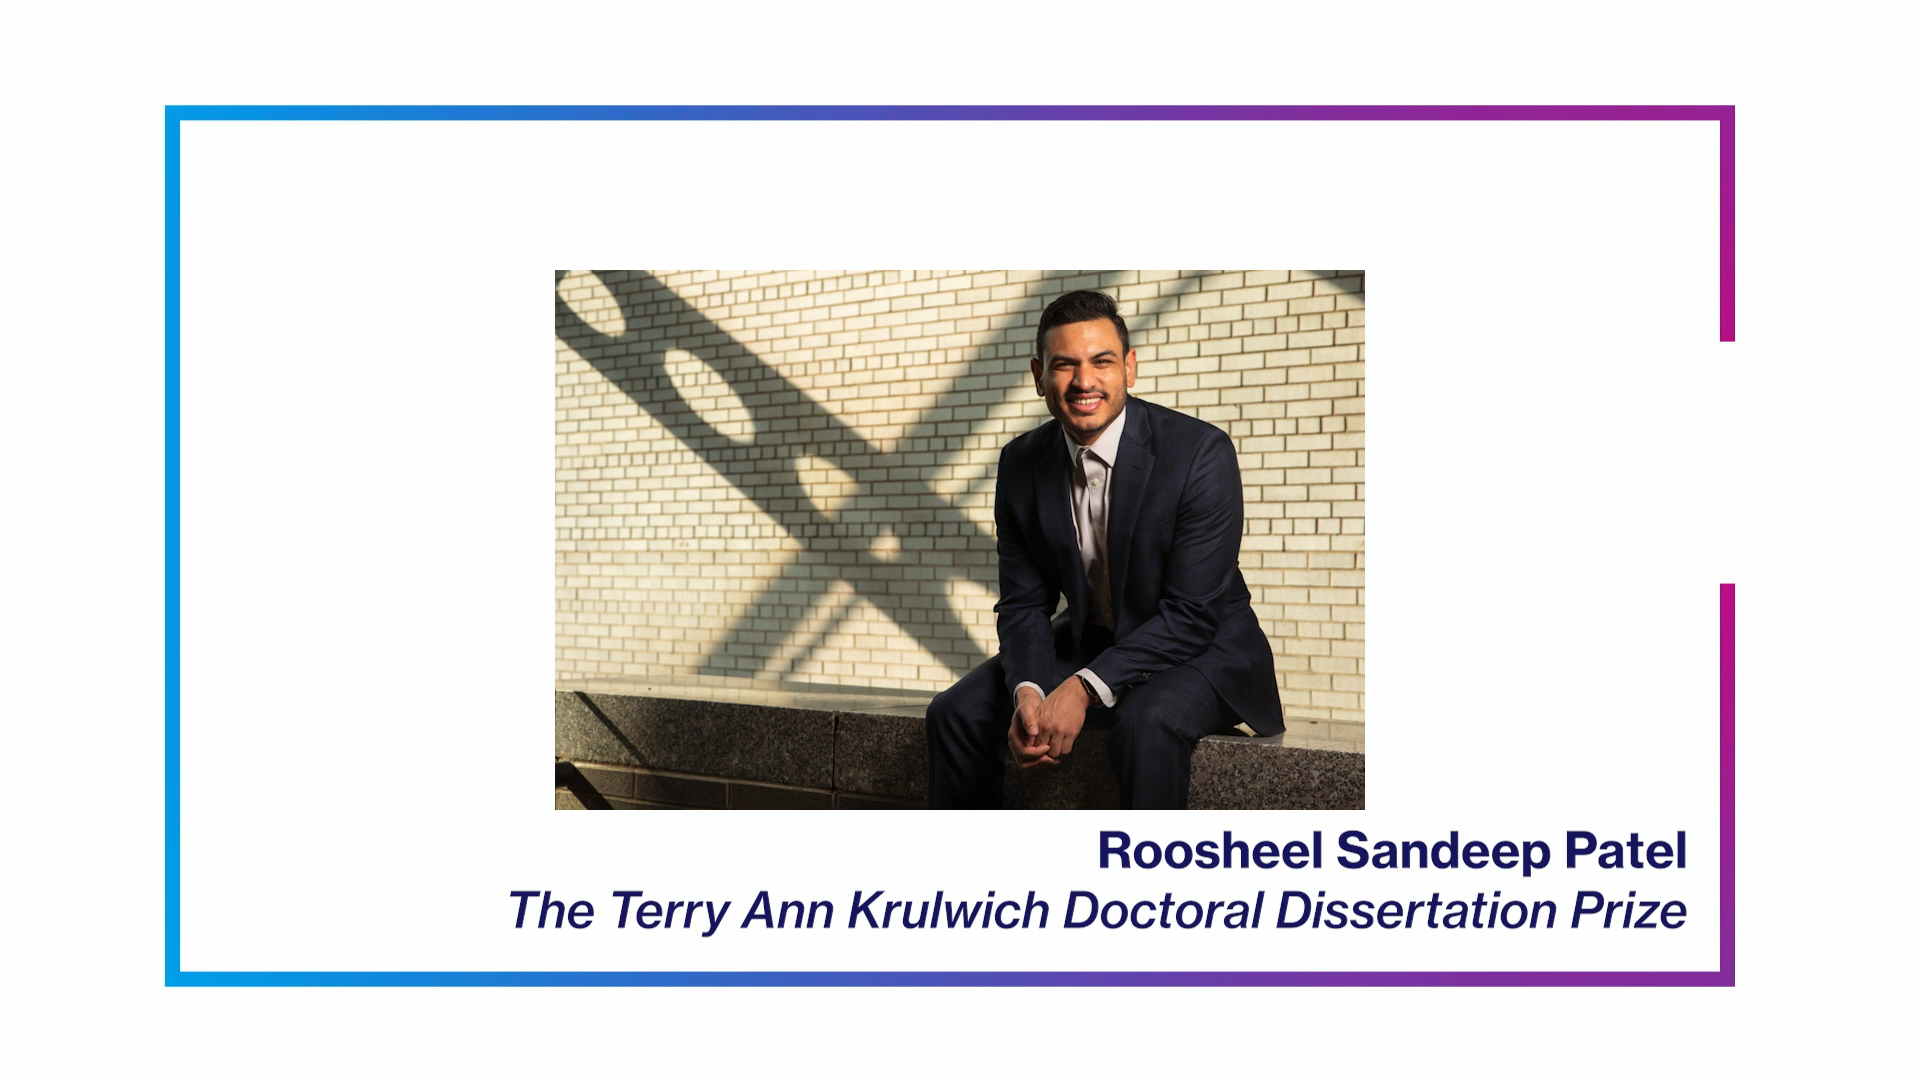 Roosheel Sandeep Patel
The Terry Ann Krulwich Doctoral Dissertation Prize